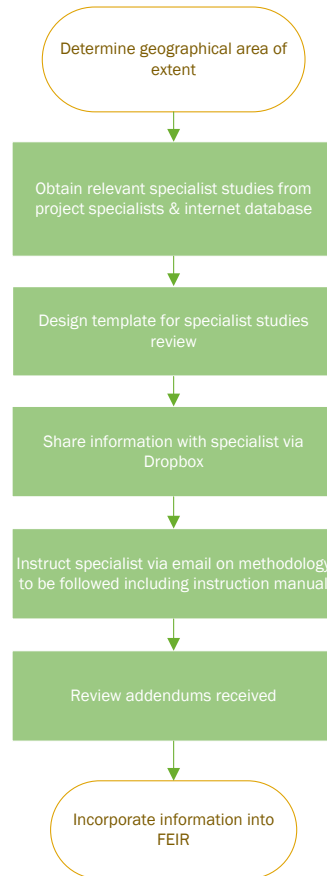 Determine geographical area of
extent
Obtain relevant specialist studies from
project specialists & internet database
Design template for specialist studies
review
Share information with specialist via
Dropbox
Instruct specialist via email on methodology
to be followed including instruction manual
Review addendums received
Incorporate information into
FEIR